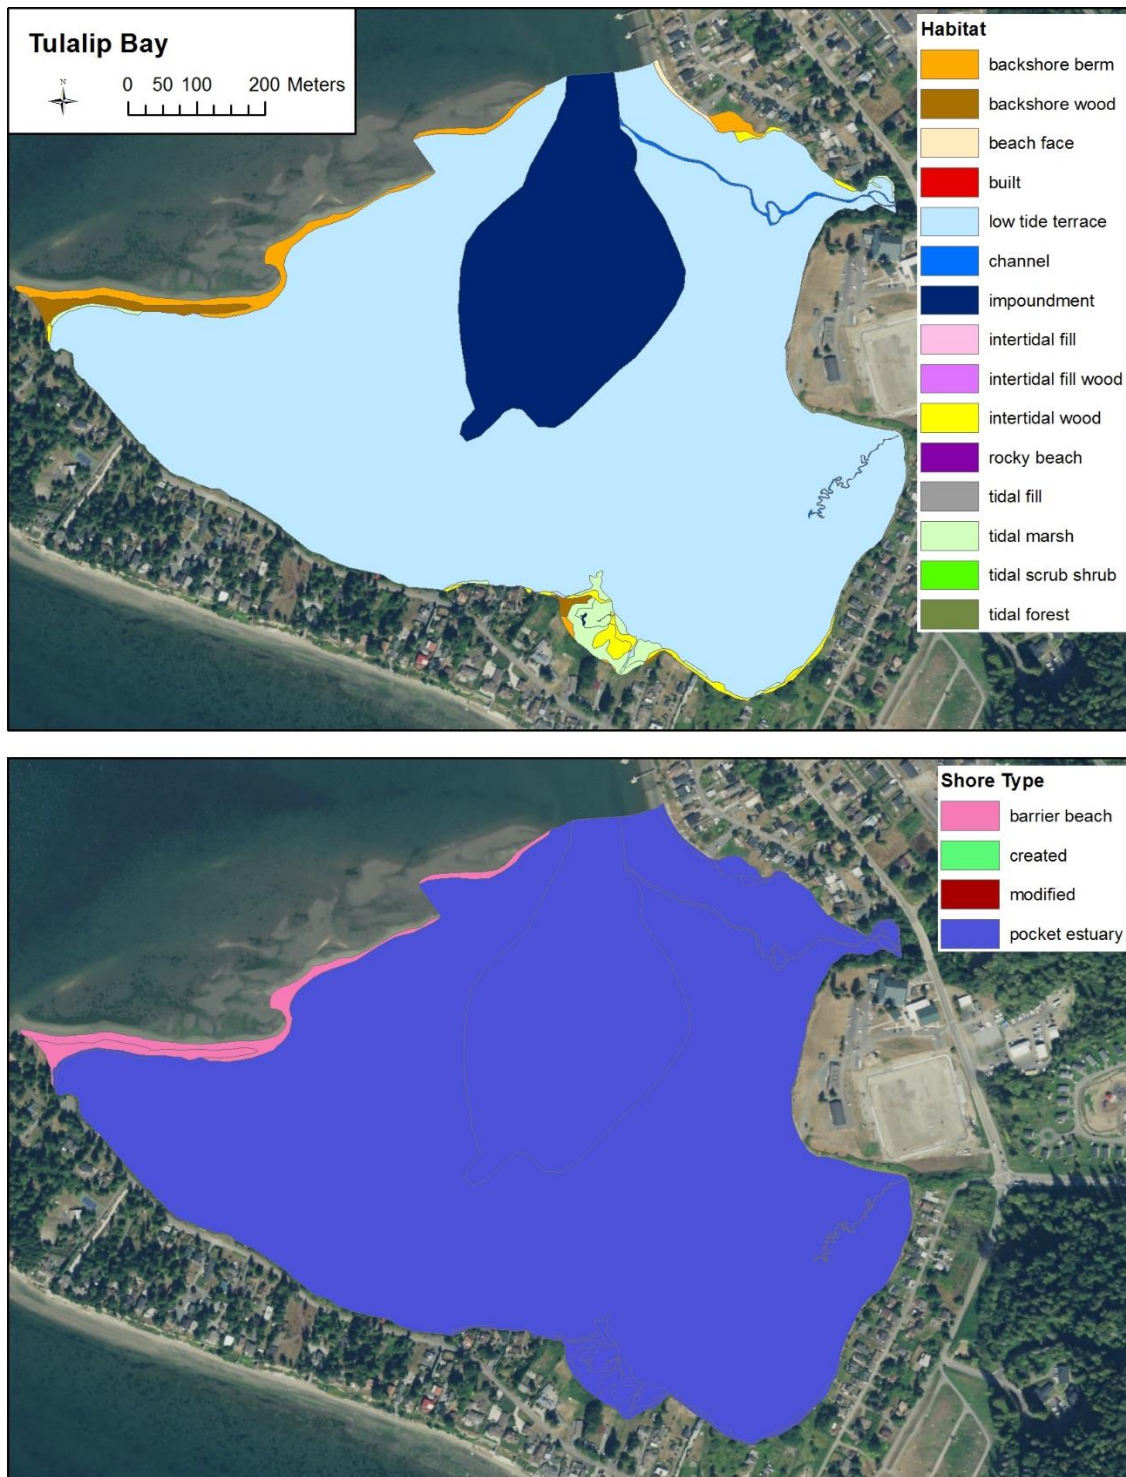 Tulalip Bay
N
0 50 100 200 Meters
Habitat
backshore berm
backshore wood
beach face
built
low tide terrace
channel
impoundment
intertidal fill
intertidal fill wood
intertidal wood
rocky beach
tidal fill
tidal marsh
tidal scrub shrub
tidal forest
Shore Type
barrier beach
created
modified
pocket estuary